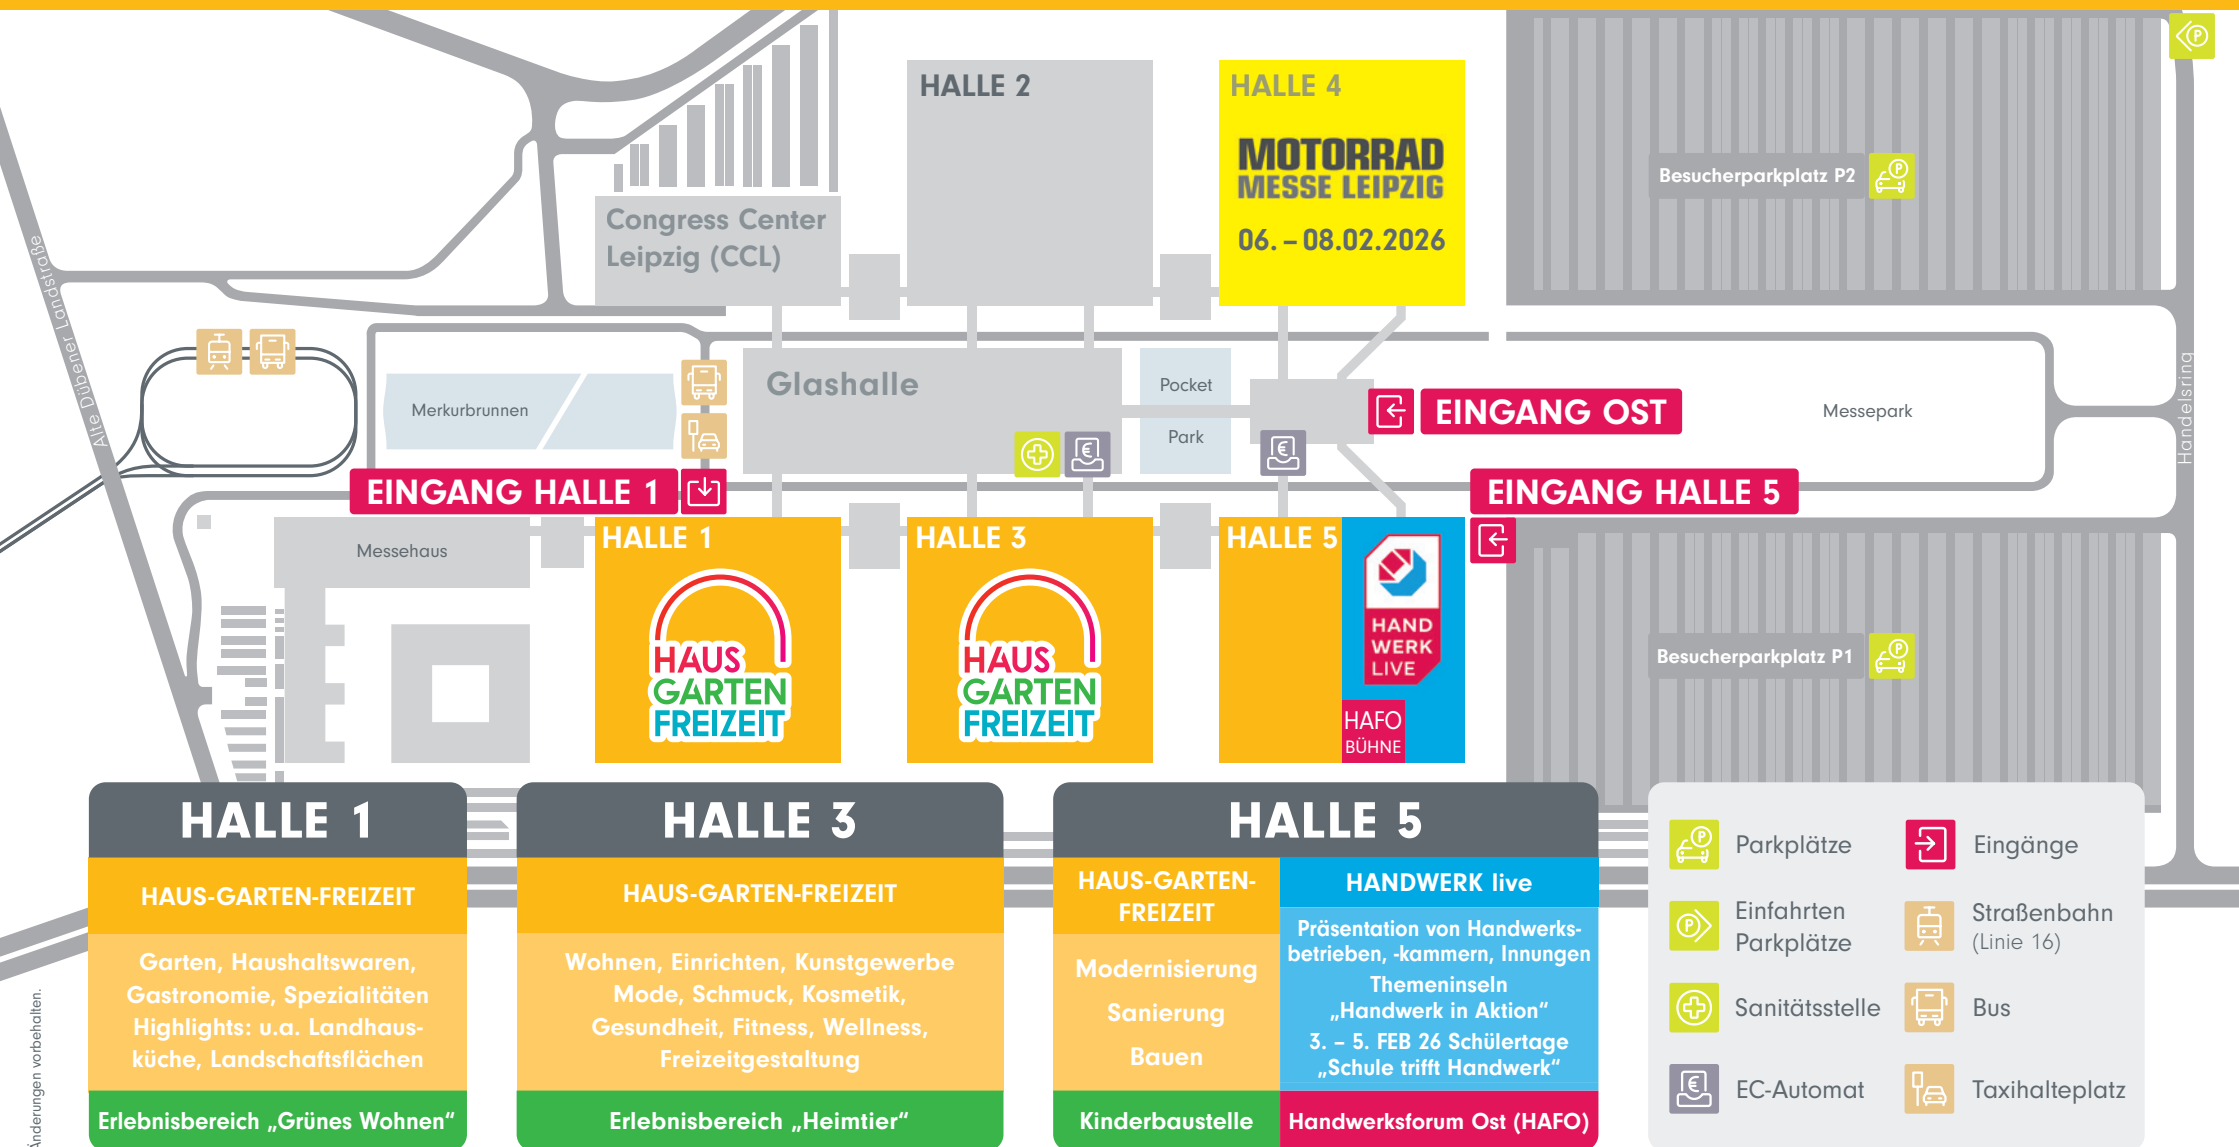 HALLE 2
HALLE 4
MOTORRAD
MESSE LEIPZIG
06. – 08.02.2026
Besucherparkplatz P2
Congress Center
Leipzig (CCL)
Alte Dübener Landstraße
Handelsring
Glashalle
Pocket
Park
Merkurbrunnen
EINGANG OST
Messepark
EINGANG HALLE 1
EINGANG HALLE 5
Messehaus
HALLE 1
HAUS
GARTEN
FREIZEIT
HALLE 3
HAUS
GARTEN
FREIZEIT
HALLE 5
HAND
WERK
LIVE
HAFO
BÜHNE
Besucherparkplatz P1
HALLE 1
HAUS-GARTEN-FREIZEIT
Garten, Haushaltswaren,
Gastronomie, Spezialitäten
Highlights: u.a. Landhaus-
küche, Landschaftsflächen
Erlebnisbereich „Grünes Wohnen“
HALLE 3
HAUS-GARTEN-FREIZEIT
Wohnen, Einrichten, Kunstgewerbe
Mode, Schmuck, Kosmetik,
Gesundheit, Fitness, Wellness,
Freizeitgestaltung
Erlebnisbereich „Heimtier“
HALLE 5
HAUS-GARTEN-
FREIZEIT
Modernisierung
Sanierung
Bauen
Kinderbaustelle
HANDWERK live
Präsentation von Handwerks-
betrieben, -kammern, Innungen
Themeninseln
„Handwerk in Aktion“
3. – 5. FEB 26 Schülertage
„Schule trifft Handwerk“
Handwerksforum Ost (HAFO)
Parkplätze
Einfahrten
Parkplätze
Sanitätsstelle
EC-Automat
Eingänge
Straßenbahn
(Linie 16)
Bus
Taxihalteplatz
Änderungen vorbehalten.